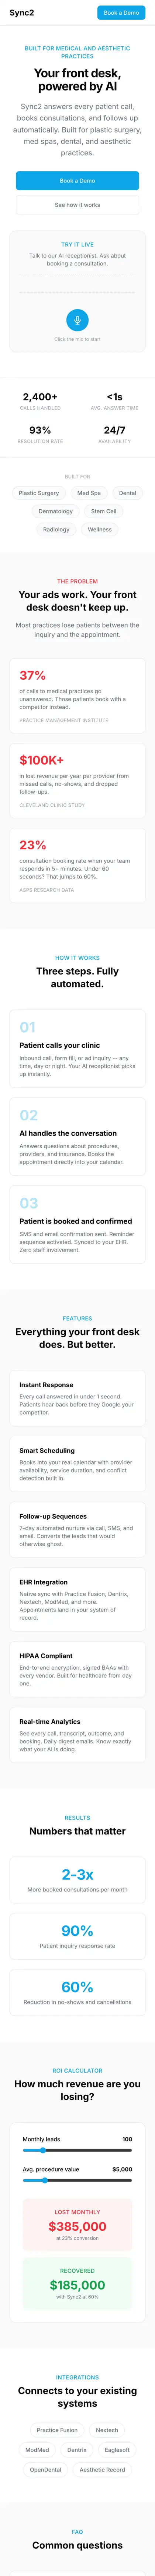 Sync2
Book a Demo
BUILT FOR MEDICAL AND AESTHETIC
PRACTICES
Your front desk,
powered by AI
Sync2 answers every patient call,
books consultations, and follows up
automatically. Built for plastic surgery,
med spas, dental, and aesthetic
practices.
Book a Demo
See how it works
TRY IT LIVE
Talk to our AI receptionist. Ask about
booking a consultation.
Click the mic to start
2,400+
CALLS HANDLED
<1s
AVG. ANSWER TIME
93%
RESOLUTION RATE
24/7
AVAILABILITY
BUILT FOR
Plastic Surgery
Med Spa
Dental
Dermatology
Stem Cell
Radiology
Wellness
THE PROBLEM
Your ads work. Your front
desk doesn't keep up.
Most practices lose patients between the
inquiry and the appointment.
37%
of calls to medical practices go
unanswered. Those patients book with a
competitor instead.
PRACTICE MANAGEMENT INSTITUTE
$100K+
in lost revenue per year per provider from
missed calls, no-shows, and dropped
follow-ups.
CLEVELAND CLINIC STUDY
23%
consultation booking rate when your team
responds in 5+ minutes. Under 60
seconds? That jumps to 60%.
ASPS RESEARCH DATA
HOW IT WORKS
Three steps. Fully
automated.
01
Patient calls your clinic
Inbound call, form fill, or ad inquiry -- any
time, day or night. Your AI receptionist picks
up instantly.
02
AI handles the conversation
Answers questions about procedures,
providers, and insurance. Books the
appointment directly into your calendar.
03
Patient is booked and confirmed
SMS and email confirmation sent. Reminder
sequence activated. Synced to your EHR.
Zero staff involvement.
FEATURES
Everything your front desk
does. But better.
Instant Response
Every call answered in under 1 second.
Patients hear back before they Google your
competitor.
Smart Scheduling
Books into your real calendar with provider
availability, service duration, and conflict
detection built in.
Follow-up Sequences
7-day automated nurture via call, SMS, and
email. Converts the leads that would
otherwise ghost.
EHR Integration
Native sync with Practice Fusion, Dentrix,
Nextech, ModMed, and more.
Appointments land in your system of
record.
HIPAA Compliant
End-to-end encryption, signed BAAs with
every vendor. Built for healthcare from day
one.
Real-time Analytics
See every call, transcript, outcome, and
booking. Daily digest emails. Know exactly
what your AI is doing.
RESULTS
Numbers that matter
2-3x
More booked consultations per month
90%
Patient inquiry response rate
60%
Reduction in no-shows and cancellations
ROI CALCULATOR
How much revenue are you
losing?
Monthly leads 100
Avg. procedure value $5,000
LOST MONTHLY
$385,000
at 23% conversion
RECOVERED
$185,000
with Sync2 at 60%
INTEGRATIONS
Connects to your existing
systems
Practice Fusion
Nextech
ModMed
Dentrix
Eaglesoft
OpenDental
Aesthetic Record
FAQ
Common questions